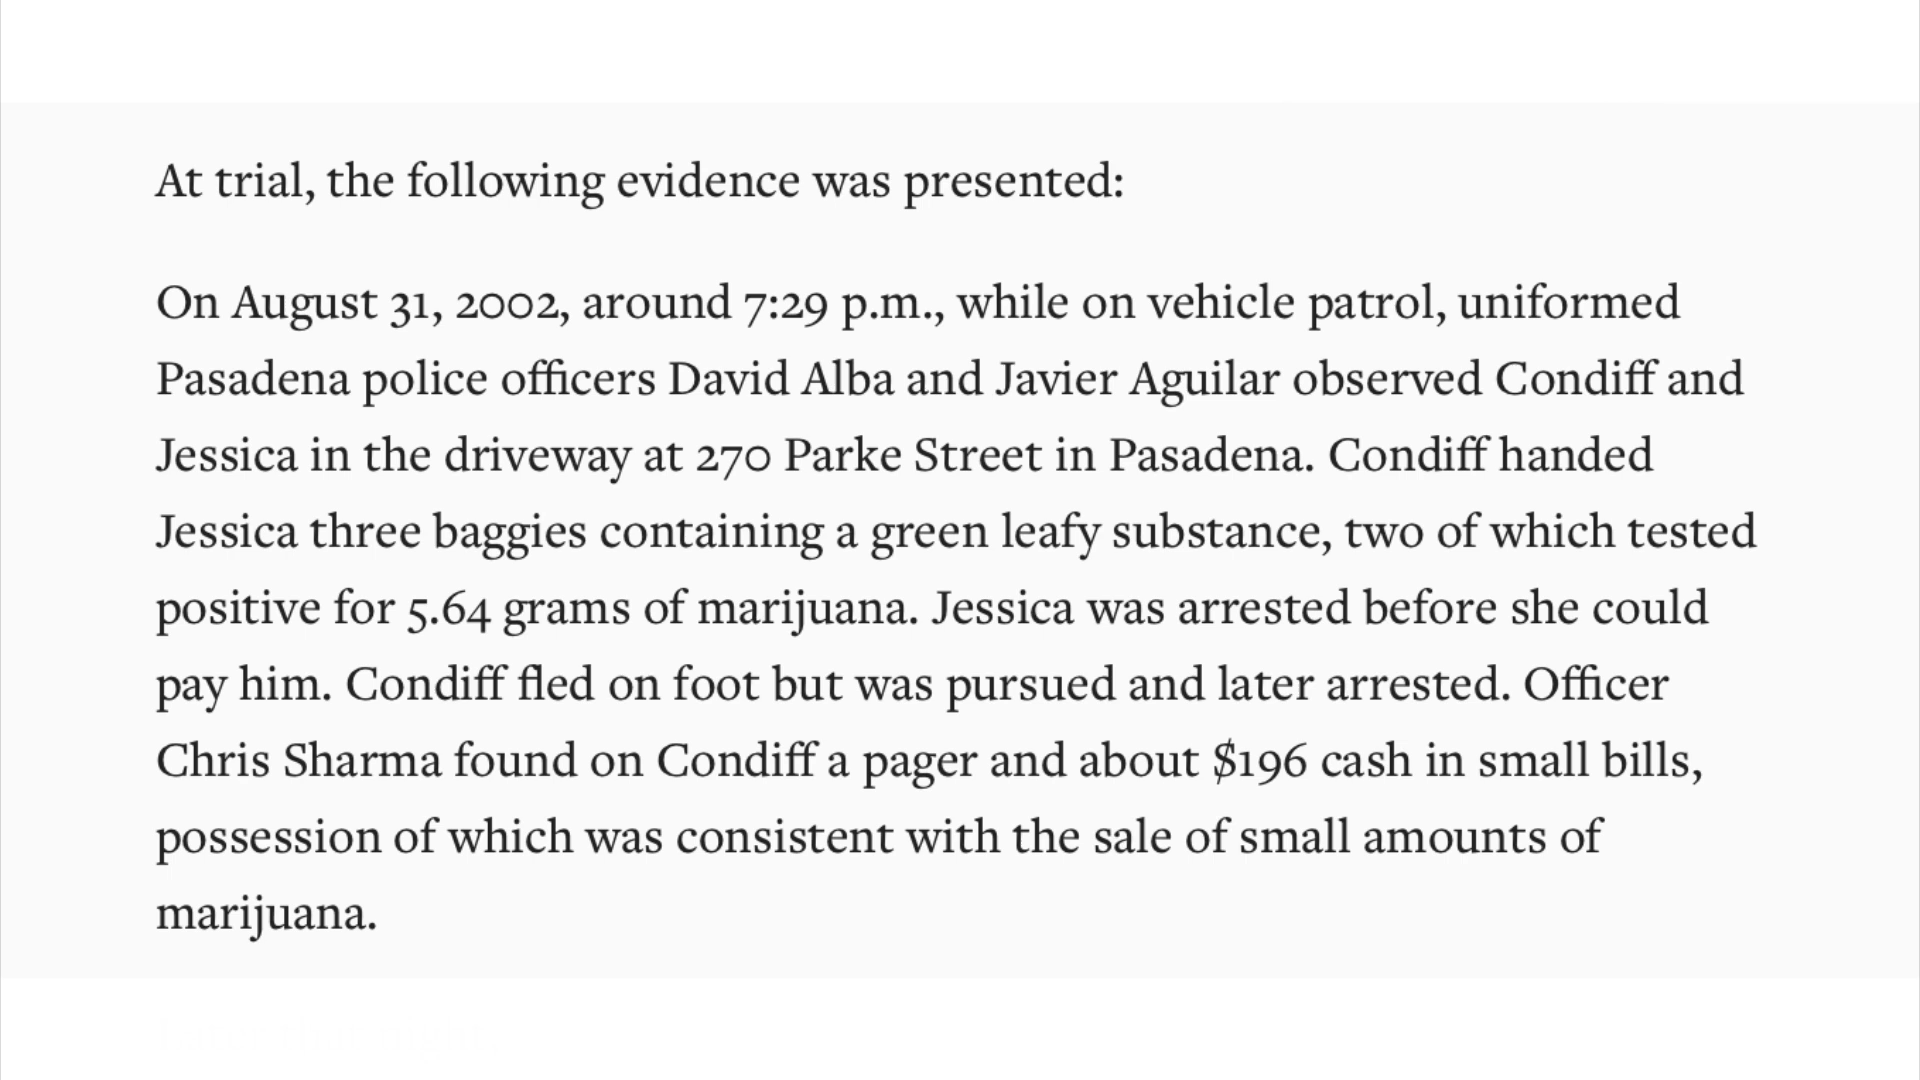 At trial, the following evidence was presented:
On August 31, 2002, around 7:29 p.m., while on vehicle patrol, uniformed
Pasadena police officers David Alba and Javier Aguilar observed Condiff and
Jessica in the driveway at 270 Parke Street in Pasadena. Condiff handed
Jessica three baggies containing a green leafy substance, two of which tested
positive for 5.64 grams of marijuana. Jessica was arrested before she could
pay him. Condiff fled on foot but was pursued and later arrested. Officer
Chris Sharma found on Condiff a pager and about $196 cash in small bills,
possession of which was consistent with the sale of small amounts of
marijuana.